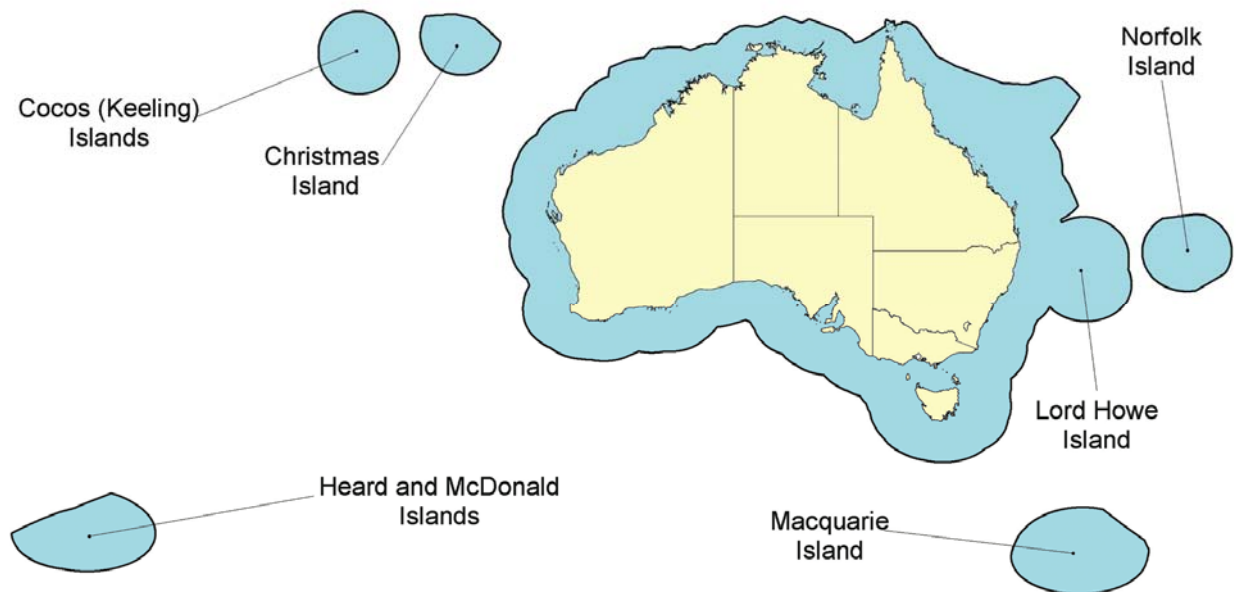 Norfolk
Island
Cocos (Keeling)
Islands
Christmas
Island
Lord Howe
Island
Heard and McDonald
Islands
Macquarie
Island